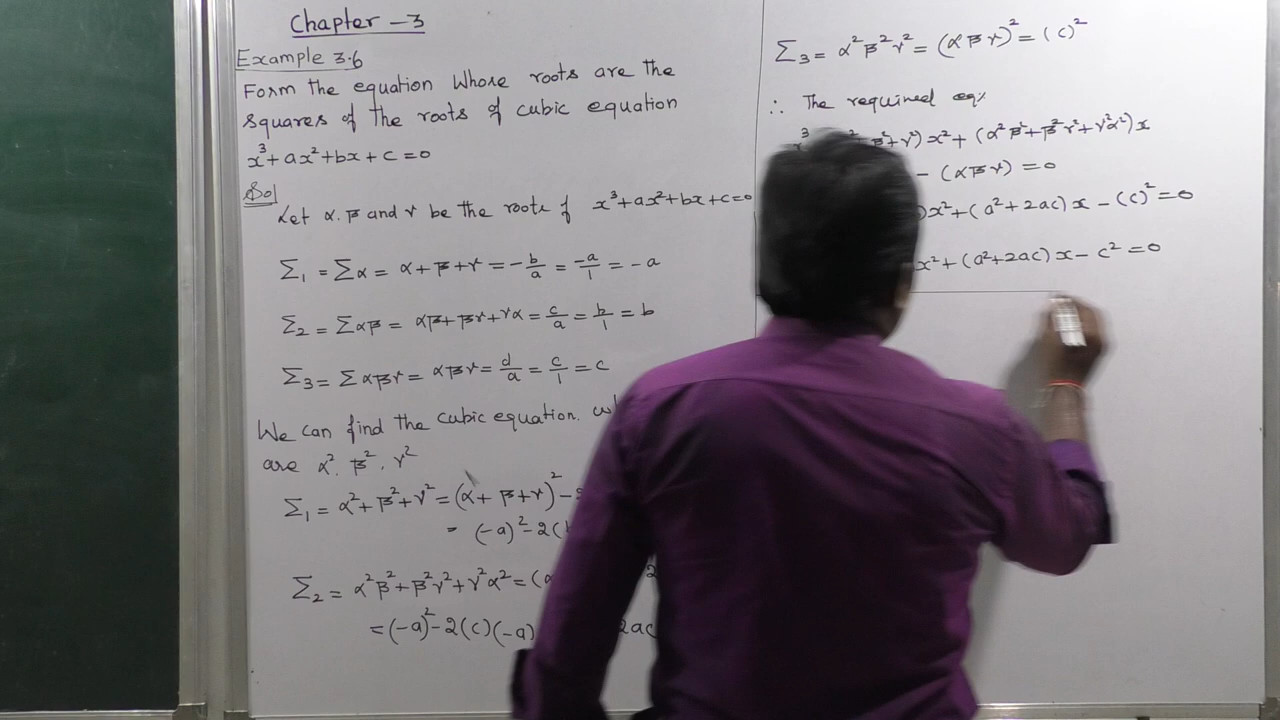 Chapter - 3
Example 3.6
Form the equation whose roots are the
squares of the roots of cubic equation
x³+ax²+bx+c=0
Sol
Let α, β and γ be the roots of x³+ax²+bx+c=0
Σ₁ = Σα = α+β+γ = -b/a = -a/1 = -a
Σ₂ = Σαβ = αβ+βγ+γα = c/a = b/1 = b
Σ₃ = Σαβγ = αβγ = d/a = c/1 = c
We can find the cubic equation.
are α², β², γ²
Σ₁ = α²+β²+γ² = (α+β+γ)² -
= (-a)² - 2(
Σ₂ = α²β²+β²γ²+γ²α² = (
= (-a)² - 2(c)(-a) 2ac
Σ₃ = α²β²γ² = (αβγ)² = (c)²
∴ The required eq.
β²+γ²)x² + (α²β²+β²γ²+γ²α²)x
- (αβγ) = 0
)x² + (a²+2ac)x - (c)² = 0
x² + (a²+2ac)x - c² = 0